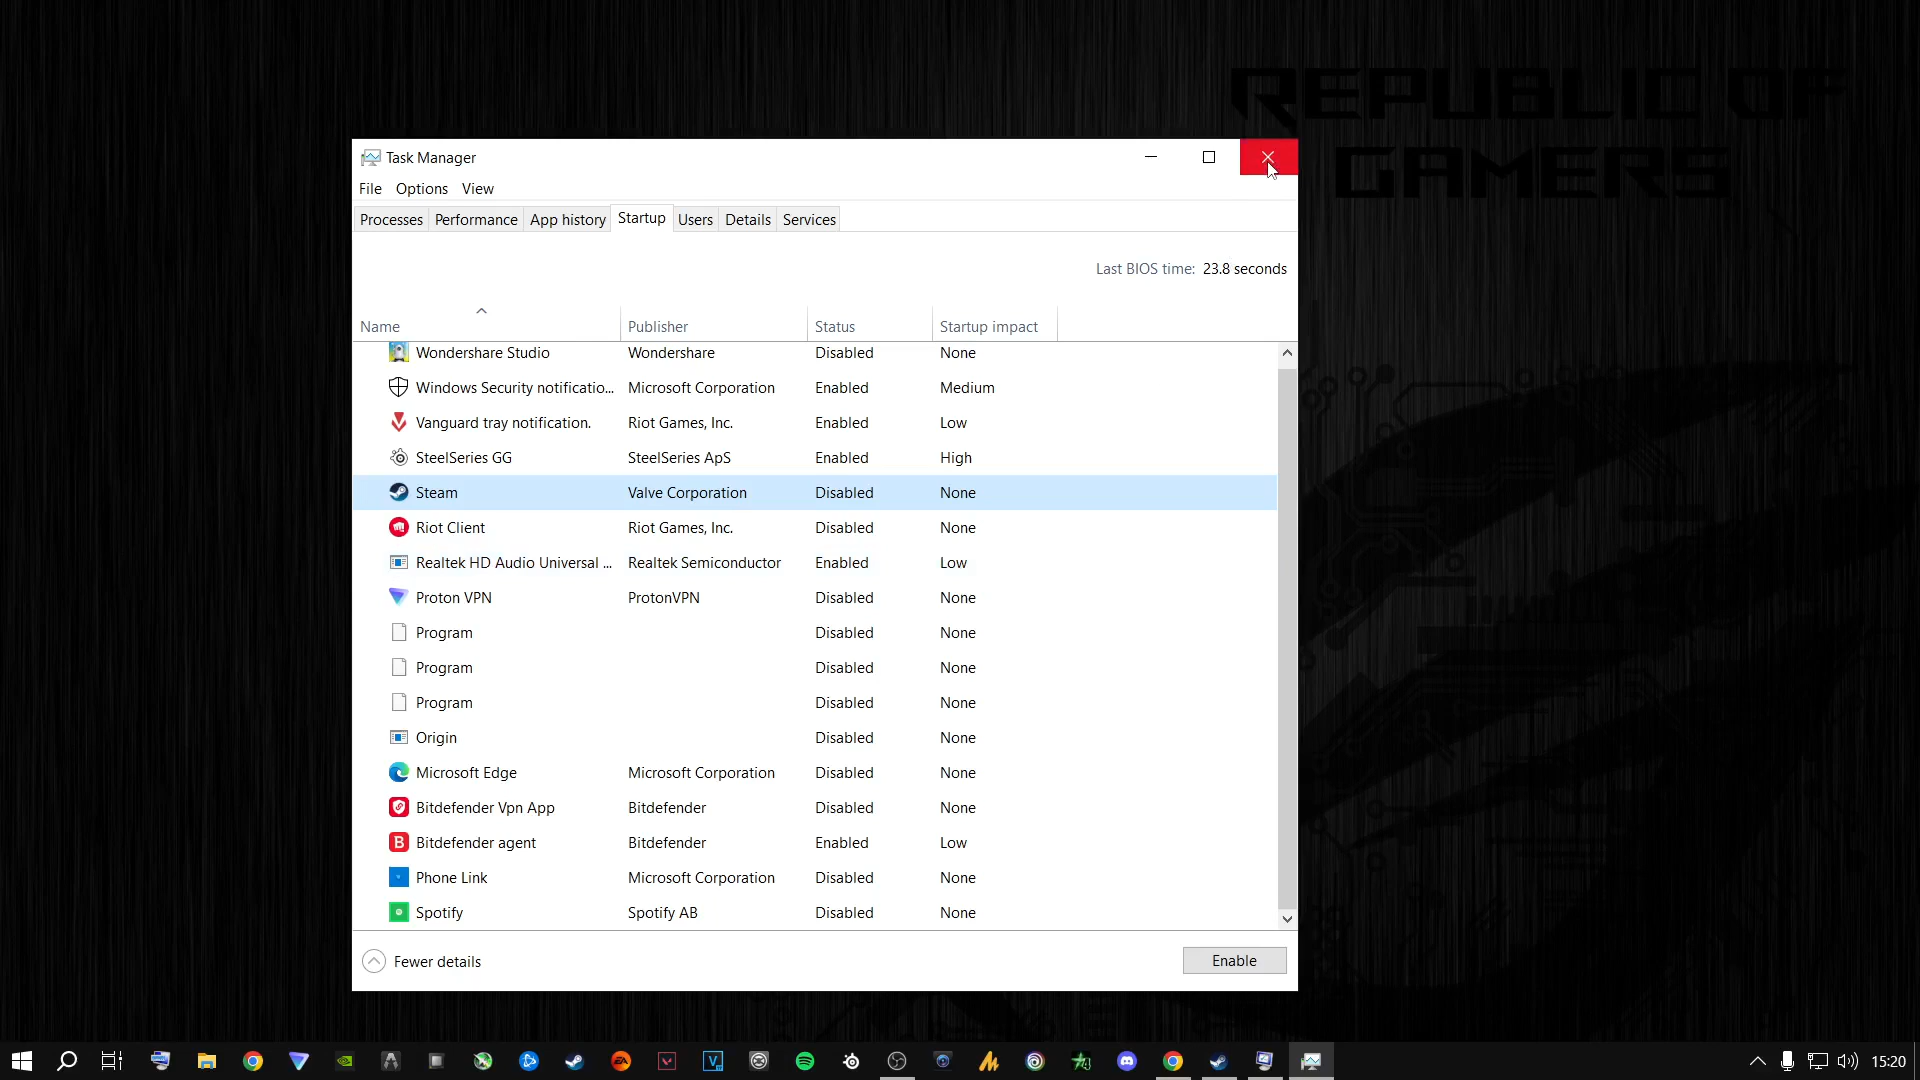 REPUBLIC OF
GAMERS
Task Manager
File Options View
Processes Performance App history Startup Users Details Services
Last BIOS time: 23.8 seconds
Name Publisher Status Startup impact
Wondershare Studio Wondershare Disabled None
Windows Security notificatio... Microsoft Corporation Enabled Medium
Vanguard tray notification. Riot Games, Inc. Enabled Low
SteelSeries GG SteelSeries ApS Enabled High
Steam Valve Corporation Disabled None
Riot Client Riot Games, Inc. Disabled None
Realtek HD Audio Universal ... Realtek Semiconductor Enabled Low
Proton VPN ProtonVPN Disabled None
Program Disabled None
Program Disabled None
Program Disabled None
Origin Disabled None
Microsoft Edge Microsoft Corporation Disabled None
Bitdefender Vpn App Bitdefender Disabled None
Bitdefender agent Bitdefender Enabled Low
Phone Link Microsoft Corporation Disabled None
Spotify Spotify AB Disabled None
Fewer details Enable
15:20